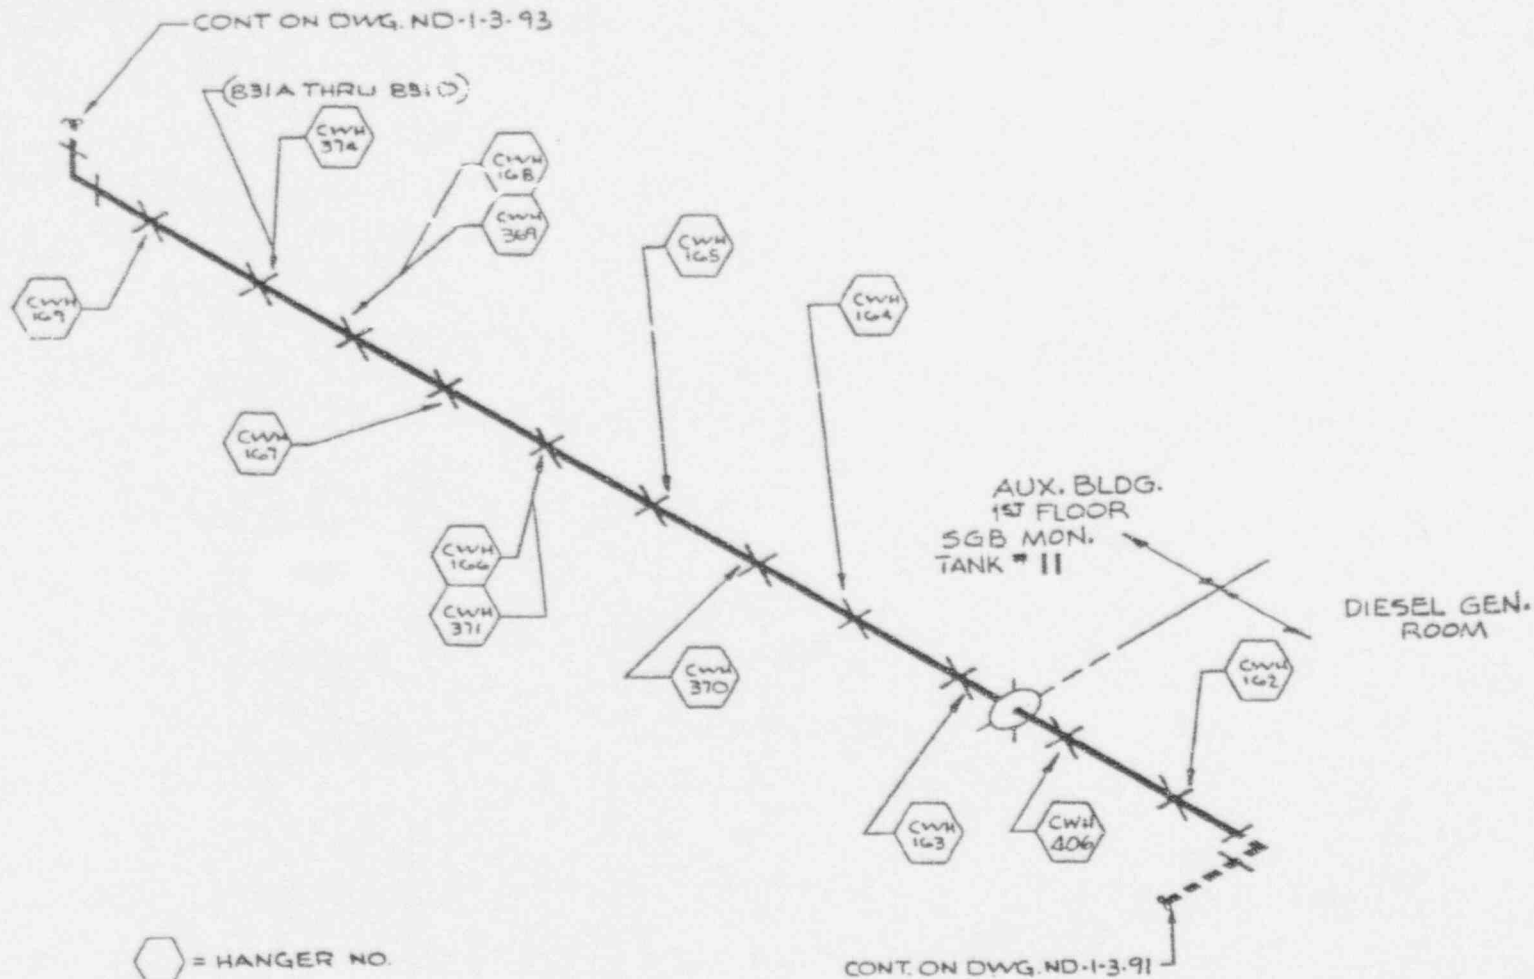 CONT ON DWG. ND-1-3-93
(831A THRU 831D)
CWH
374
CWH
168
CWH
369
CWH
165
CWH
169
CWH
164
CWH
167
AUX. BLDG.
1ST FLOOR
SGB MON.
TANK # 11
CWH
166
CWH
371
DIESEL GEN.
ROOM
CWH
370
CWH
162
CWH
163
CWH
406
= HANGER NO.
CONT. ON DWG. ND-1-3-91